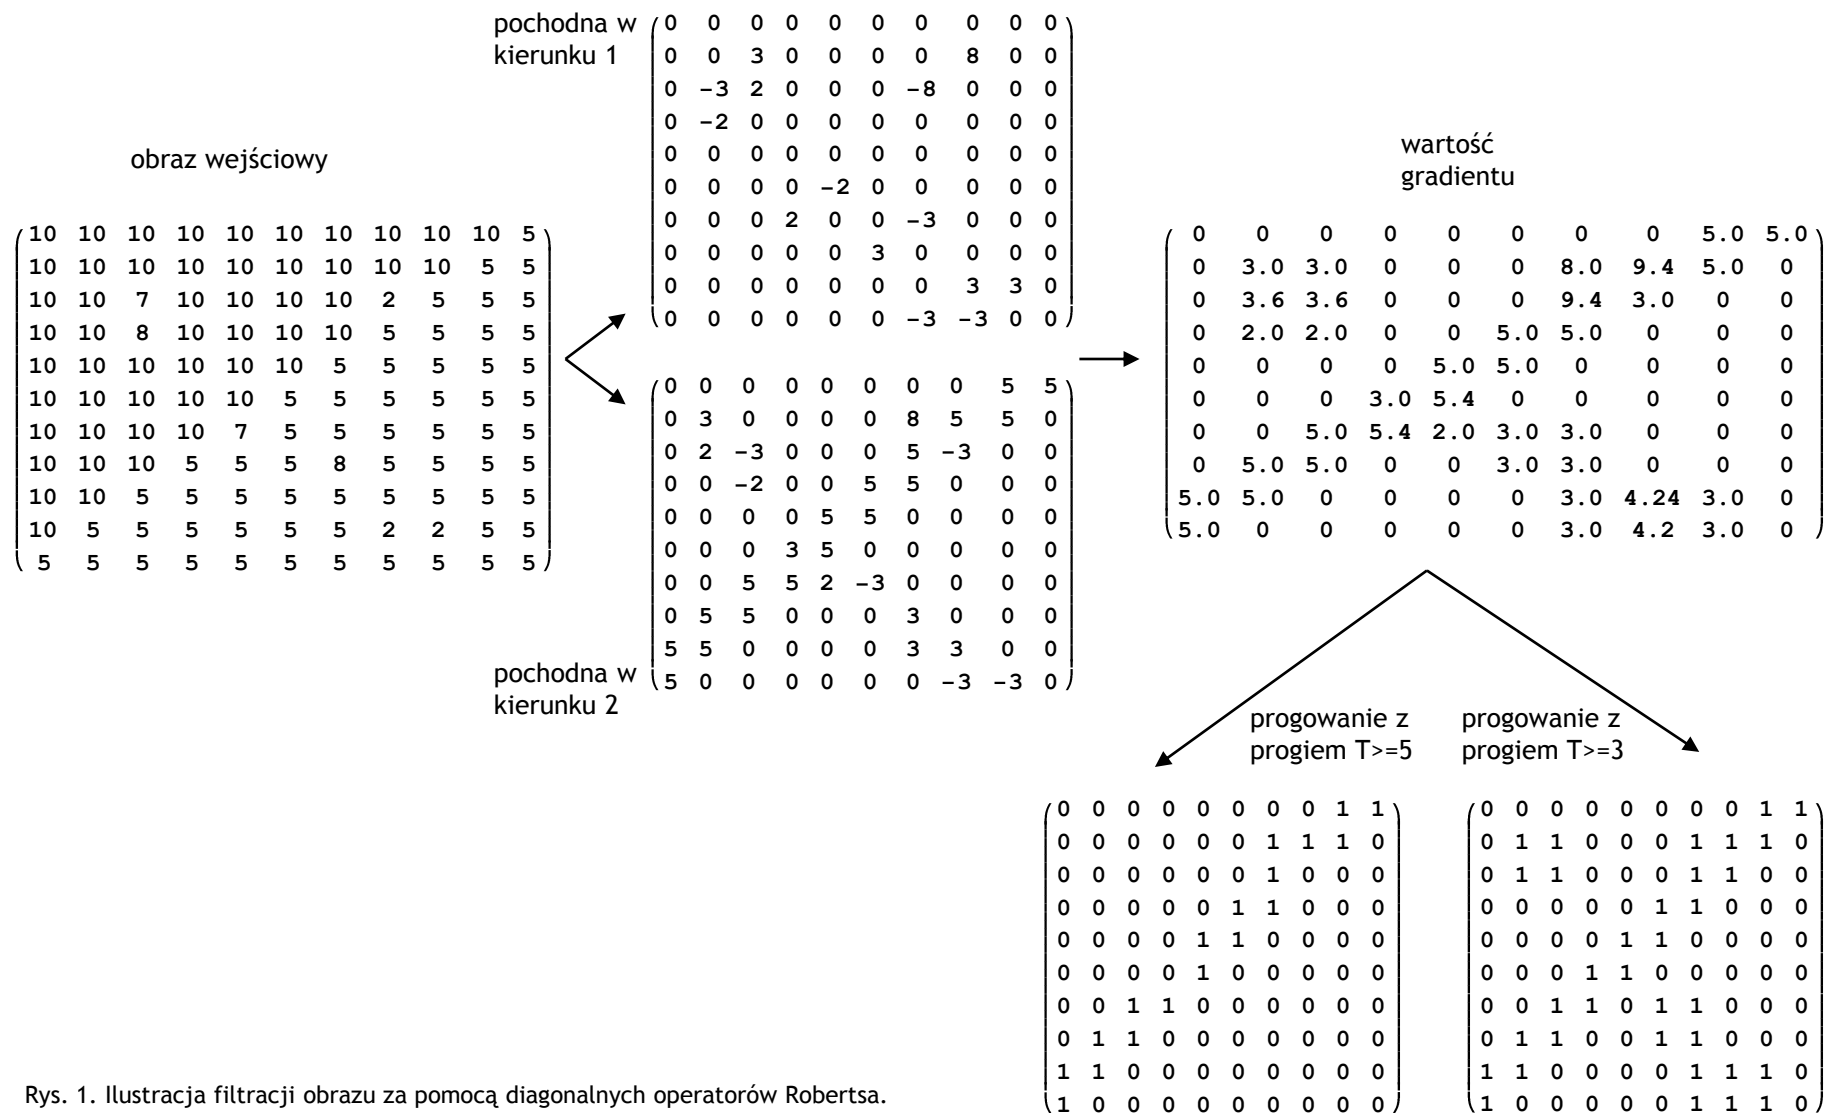 pochodna w
kierunku 1
0 0 0 0 0 0 0 0 0 0
0 0 3 0 0 0 0 8 0 0
0 −3 2 0 0 0 −8 0 0 0
0 −2 0 0 0 0 0 0 0 0
0 0 0 0 0 0 0 0 0 0
0 0 0 0 −2 0 0 0 0 0
0 0 0 2 0 0 −3 0 0 0
0 0 0 0 0 3 0 0 0 0
0 0 0 0 0 0 0 3 3 0
0 0 0 0 0 0 −3 −3 0 0
obraz wejściowy
10 10 10 10 10 10 10 10 10 10 5
10 10 10 10 10 10 10 10 10 5 5
10 10 7 10 10 10 10 2 5 5 5
10 10 8 10 10 10 10 5 5 5 5
10 10 10 10 10 10 5 5 5 5 5
10 10 10 10 10 5 5 5 5 5 5
10 10 10 10 7 5 5 5 5 5 5
10 10 10 5 5 5 8 5 5 5 5
10 10 5 5 5 5 5 5 5 5 5
10 5 5 5 5 5 5 2 2 5 5
5 5 5 5 5 5 5 5 5 5 5
0 0 0 0 0 0 0 0 5 5
0 3 0 0 0 0 8 5 5 0
0 2 −3 0 0 0 5 −3 0 0
0 0 −2 0 0 5 5 0 0 0
0 0 0 0 5 5 0 0 0 0
0 0 0 3 5 0 0 0 0 0
0 0 5 5 2 −3 0 0 0 0
0 5 5 0 0 0 3 0 0 0
5 5 0 0 0 0 3 3 0 0
5 0 0 0 0 0 0 −3 −3 0
pochodna w
kierunku 2
wartość
gradientu
0 0 0 0 0 0 0 0 5.0 5.0
0 3.0 3.0 0 0 0 8.0 9.4 5.0 0
0 3.6 3.6 0 0 0 9.4 3.0 0 0
0 2.0 2.0 0 0 5.0 5.0 0 0 0
0 0 0 0 5.0 5.0 0 0 0 0
0 0 0 3.0 5.4 0 0 0 0 0
0 0 5.0 5.4 2.0 3.0 3.0 0 0 0
0 5.0 5.0 0 0 3.0 3.0 0 0 0
5.0 5.0 0 0 0 0 3.0 4.24 3.0 0
5.0 0 0 0 0 0 3.0 4.2 3.0 0
progowanie z
progiem T>=5
0 0 0 0 0 0 0 0 1 1
0 0 0 0 0 0 1 1 1 0
0 0 0 0 0 0 1 0 0 0
0 0 0 0 0 1 1 0 0 0
0 0 0 0 1 1 0 0 0 0
0 0 0 0 1 0 0 0 0 0
0 0 1 1 0 0 0 0 0 0
0 1 1 0 0 0 0 0 0 0
1 1 0 0 0 0 0 0 0 0
1 0 0 0 0 0 0 0 0 0
progowanie z
progiem T>=3
0 0 0 0 0 0 0 0 1 1
0 1 1 0 0 0 1 1 1 0
0 1 1 0 0 0 1 1 0 0
0 0 0 0 0 1 1 0 0 0
0 0 0 0 1 1 0 0 0 0
0 0 0 1 1 0 0 0 0 0
0 0 1 1 0 1 1 0 0 0
0 1 1 0 0 1 1 0 0 0
1 1 0 0 0 0 1 1 1 0
1 0 0 0 0 0 1 1 1 0
Rys. 1. Ilustracja filtracji obrazu za pomocą diagonalnych operatorów Robertsa.